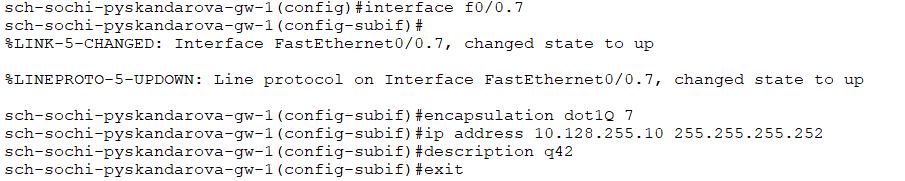 sch-sochi-pyskandarova-gw-1(config)#interface f0/0.7
sch-sochi-pyskandarova-gw-1(config-subif)#
%LINK-5-CHANGED: Interface FastEthernet0/0.7, changed state to up
%LINEPROTO-5-UPDOWN: Line protocol on Interface FastEthernet0/0.7, changed state to up
sch-sochi-pyskandarova-gw-1(config-subif)#encapsulation dot1Q 7
sch-sochi-pyskandarova-gw-1(config-subif)#ip address 10.128.255.10 255.255.255.252
sch-sochi-pyskandarova-gw-1(config-subif)#description q42
sch-sochi-pyskandarova-gw-1(config-subif)#exit